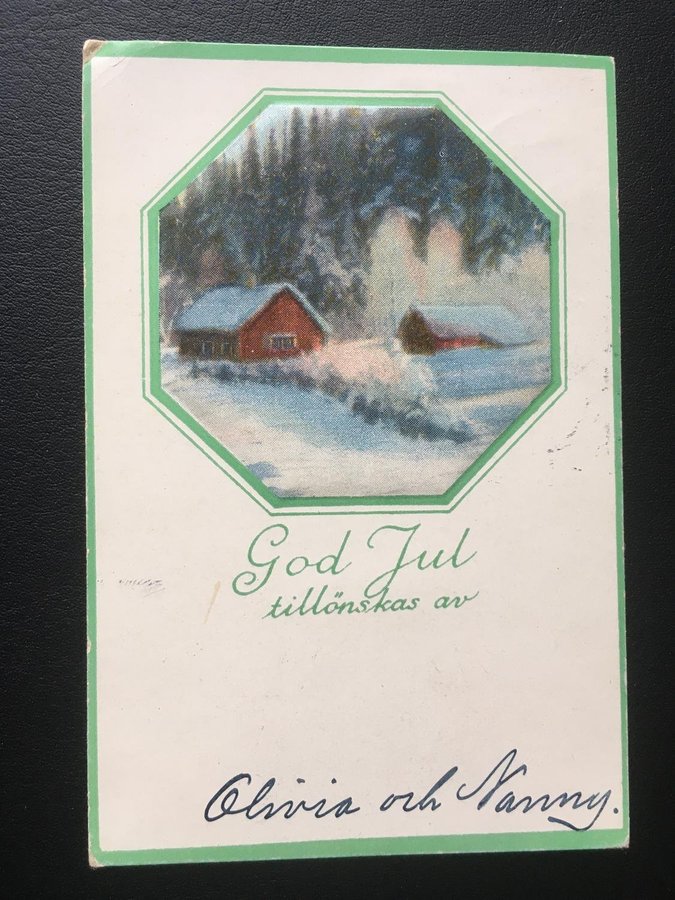 God Jul
tillönskas av
Olivia och Nanny.